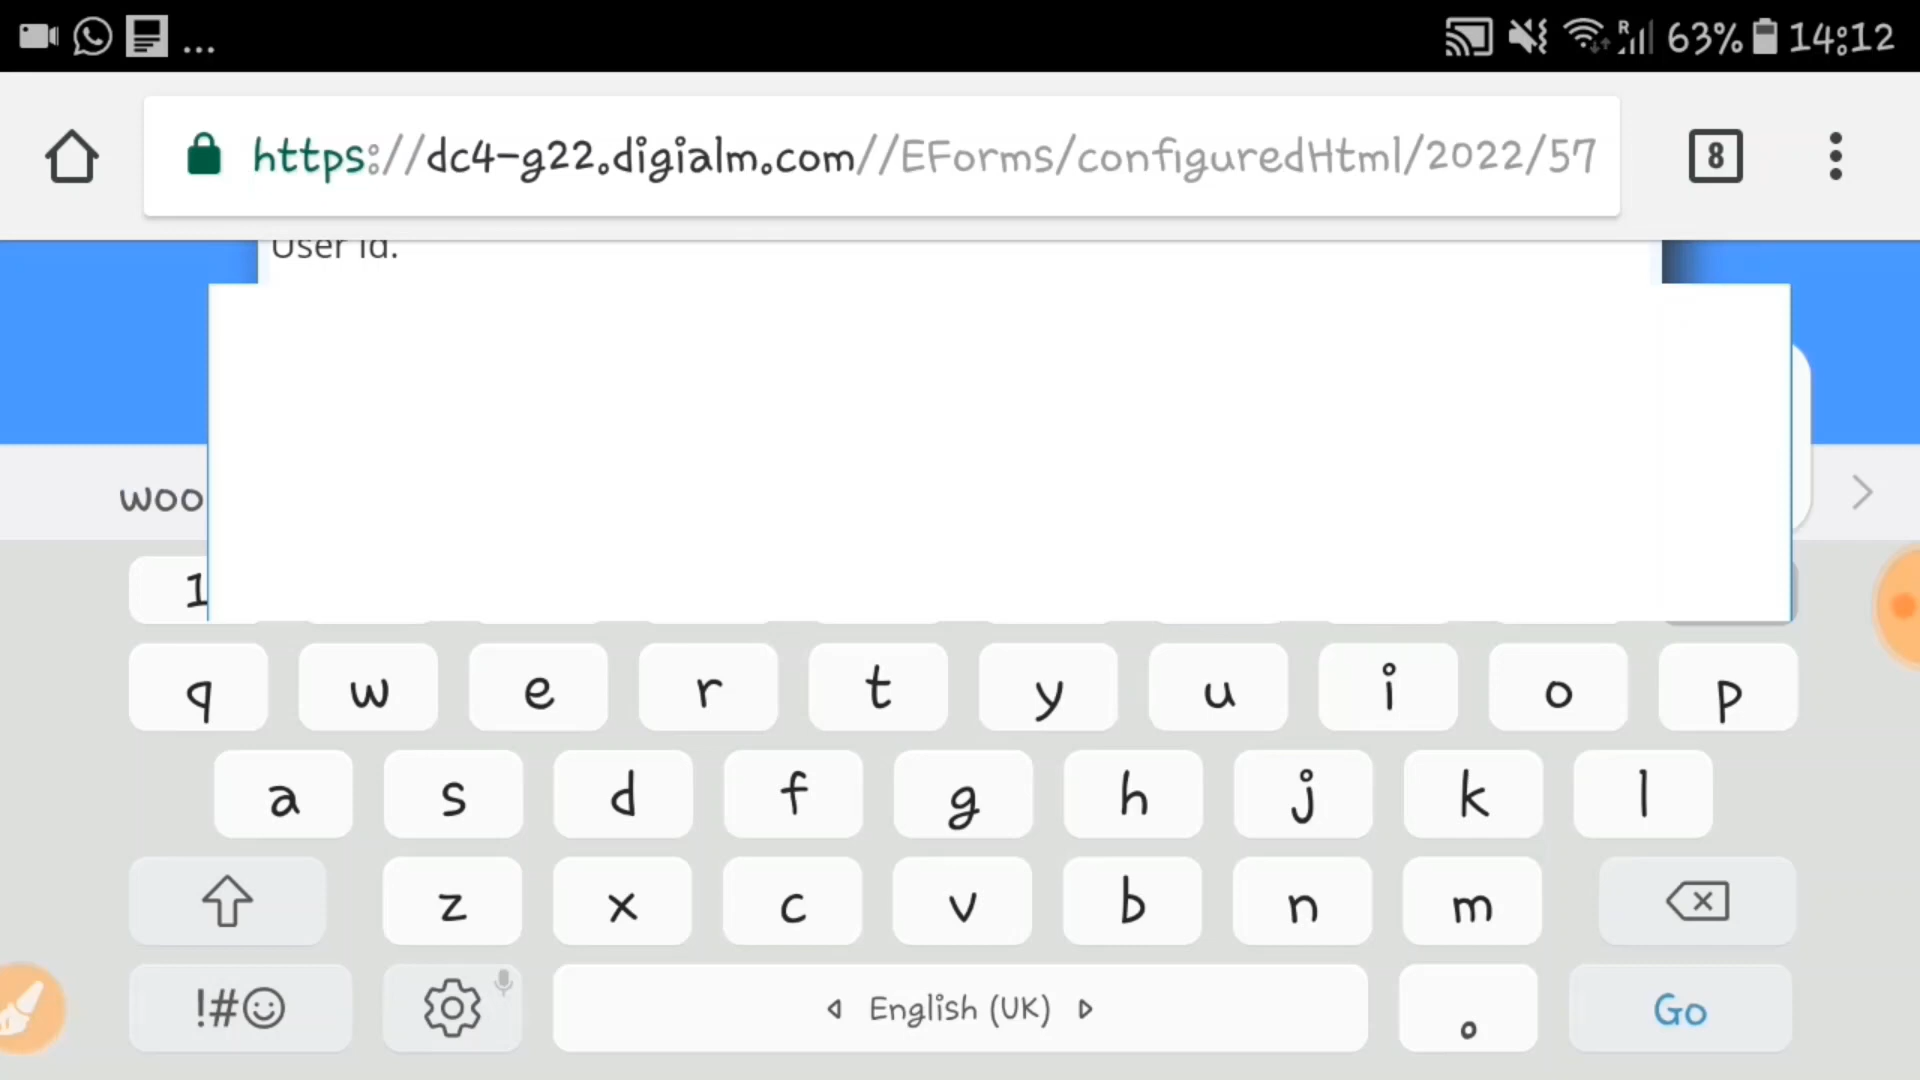 ... R 63% 14:12
https://dc4-g22.digialm.com//EForms/configuredHtml/2022/57 8
User Id.
woo
1
q w e r t y u i o p
a s d f g h j k l
z x c v b n m
!#☺ English (UK) . Go